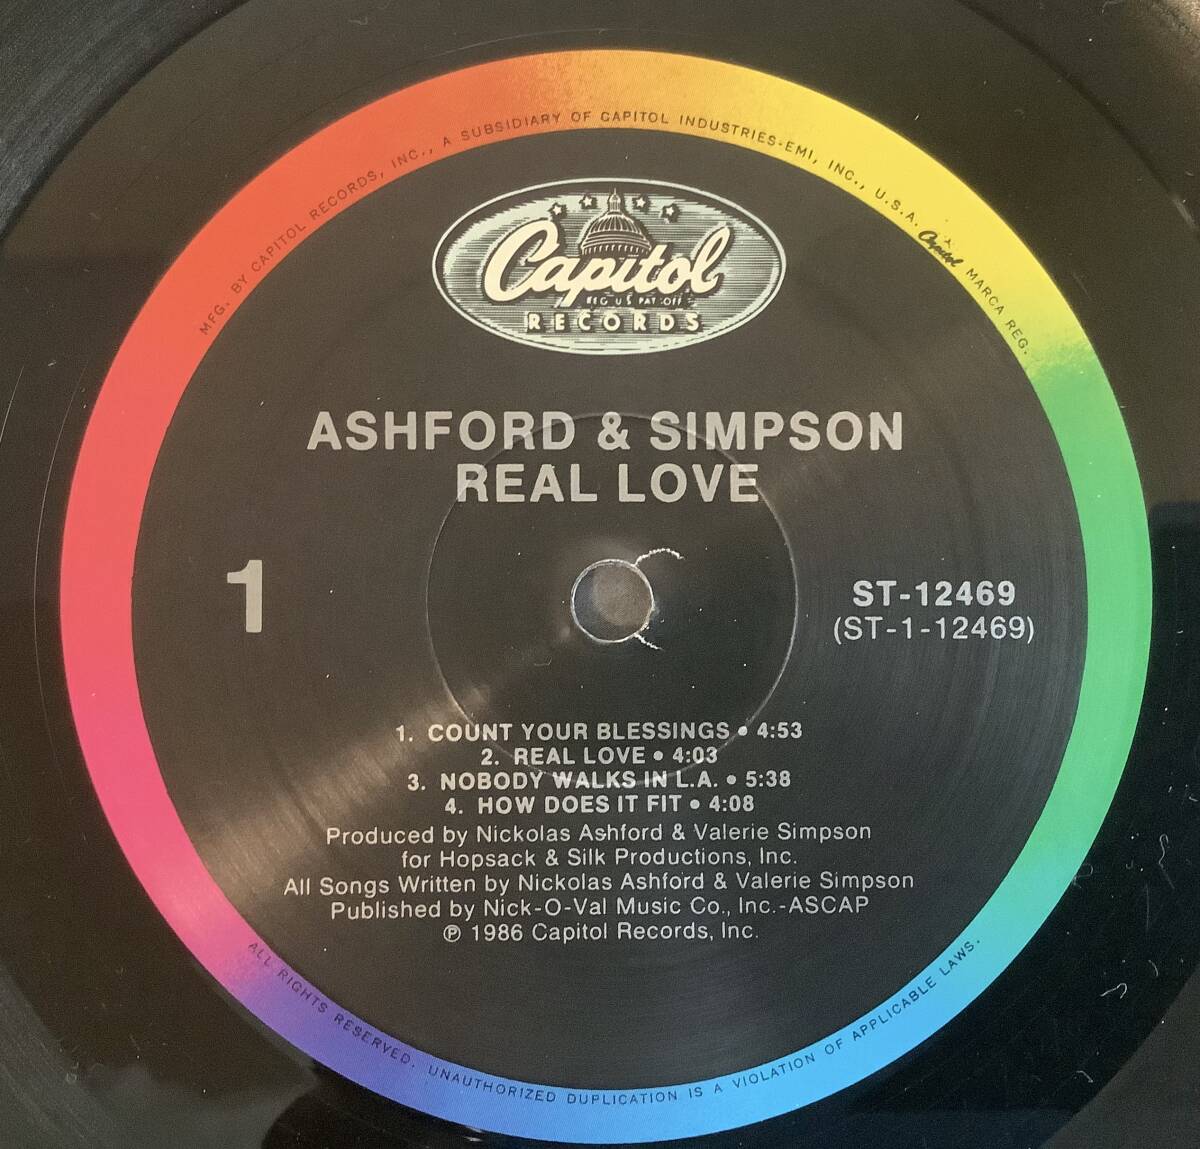 MFG. BY CAPITOL RECORDS, INC., A SUBSIDIARY OF CAPITOL INDUSTRIES-EMI, INC., U.S.A. Capitol MARCA REG.
Capitol
REG U S PAT OFF
RECORDS
ASHFORD & SIMPSON
REAL LOVE
1
ST-12469
(ST-1-12469)
1. COUNT YOUR BLESSINGS • 4:53
2. REAL LOVE • 4:03
3. NOBODY WALKS IN L.A. • 5:38
4. HOW DOES IT FIT • 4:08
Produced by Nickolas Ashford & Valerie Simpson
for Hopsack & Silk Productions, Inc.
All Songs Written by Nickolas Ashford & Valerie Simpson
Published by Nick-O-Val Music Co., Inc.-ASCAP
℗ 1986 Capitol Records, Inc.
ALL RIGHTS RESERVED. UNAUTHORIZED DUPLICATION IS A VIOLATION OF APPLICABLE LAWS.